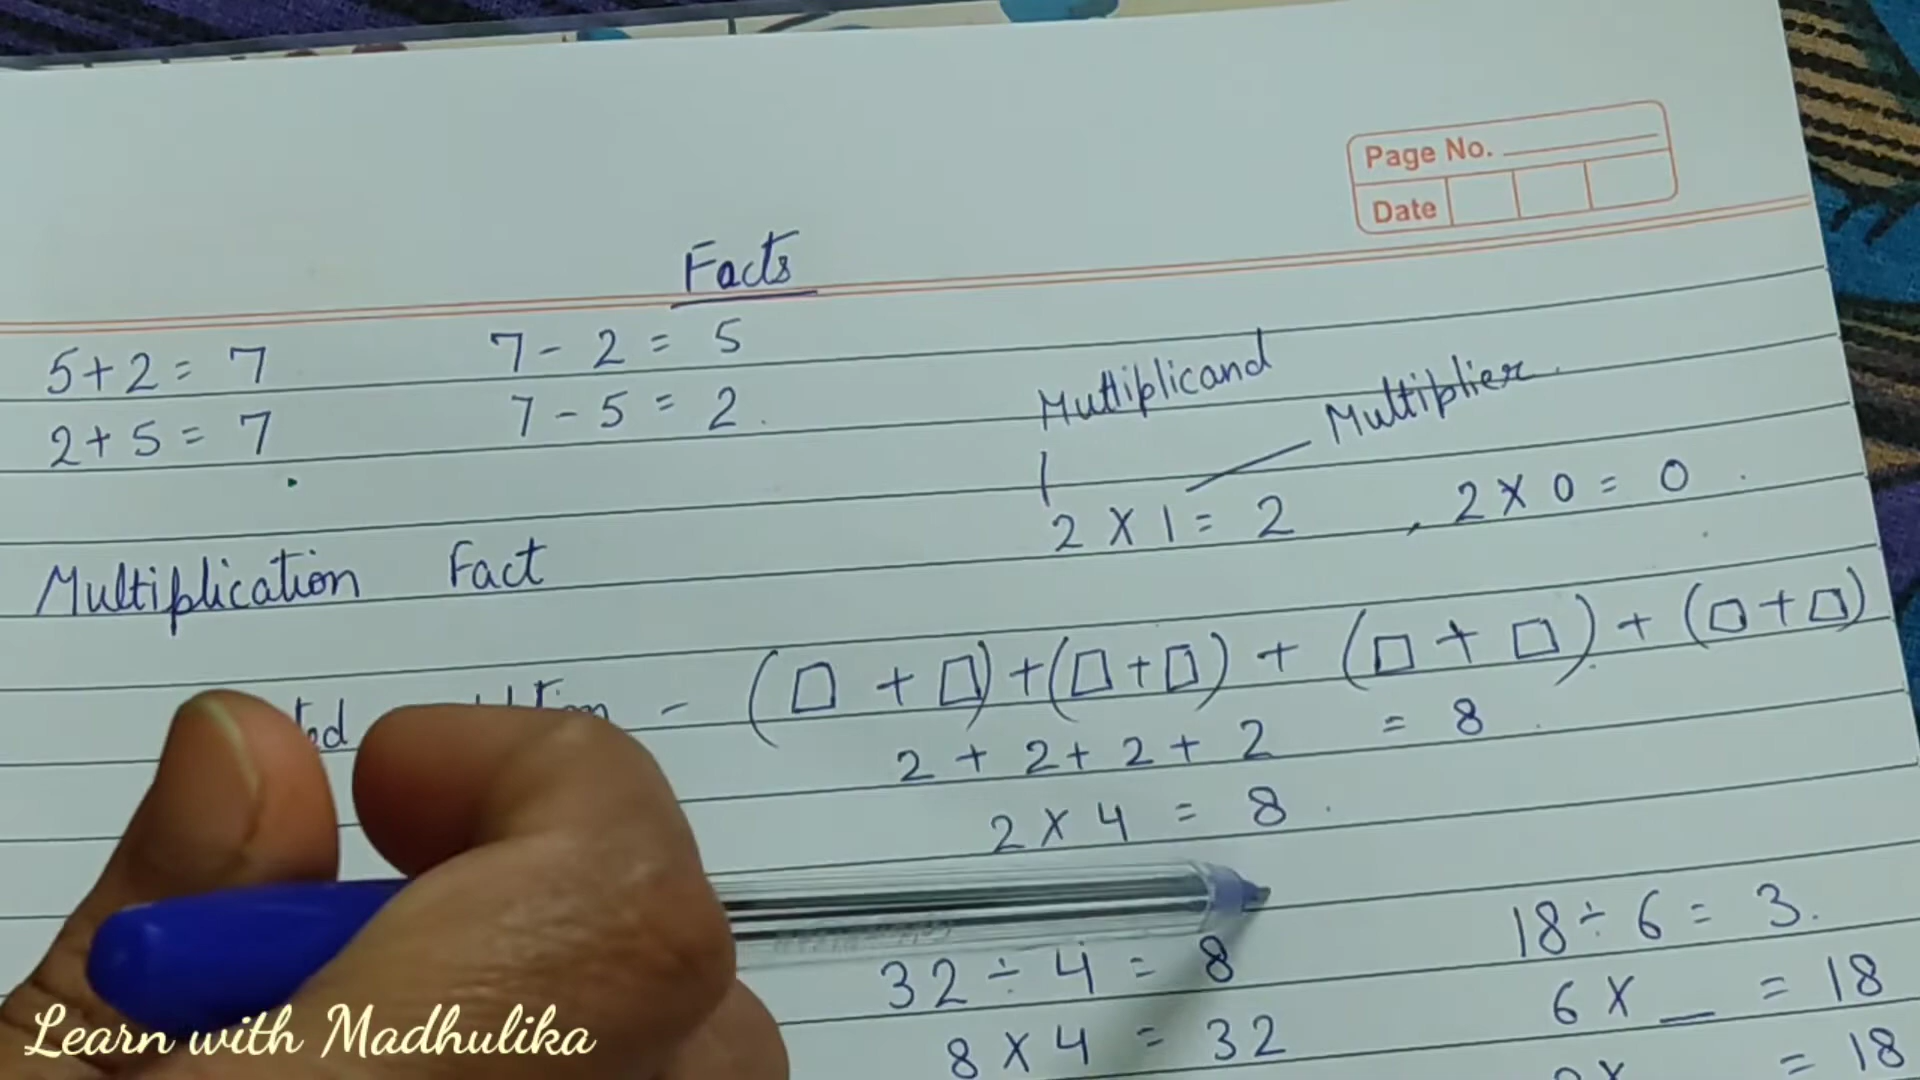 Page No.
Date
Facts
5+2 = 7
7 - 2 = 5
2+5 = 7
7 - 5 = 2.
Multiplicand
Multiplier
2 X 1 = 2 , 2 X 0 = 0
Multiplication Fact
- (□ + □) + (□ + □) + (□ + □) + (□ + □)
2 + 2 + 2 + 2 = 8
2 X 4 = 8
32 ÷ 4 = 8
18 ÷ 6 = 3.
8 X 4 = 32
6 X __ = 18
= 18
Learn with Madhulika